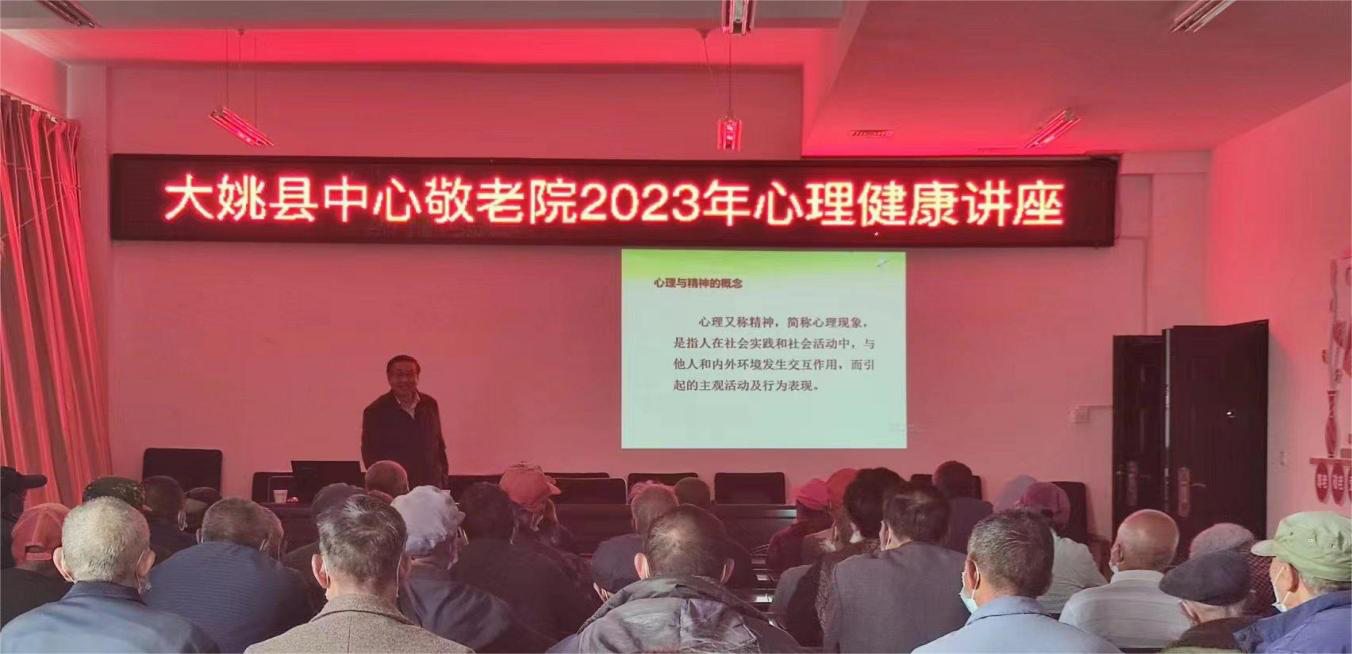 大姚县中心敬老院2023年心理健康讲座
心理与精神的概念
心理又称精神，简称心理现象，
是指人在社会实践和社会活动中，与
他人和内外环境发生交互作用，而引
起的主观活动及行为表现。